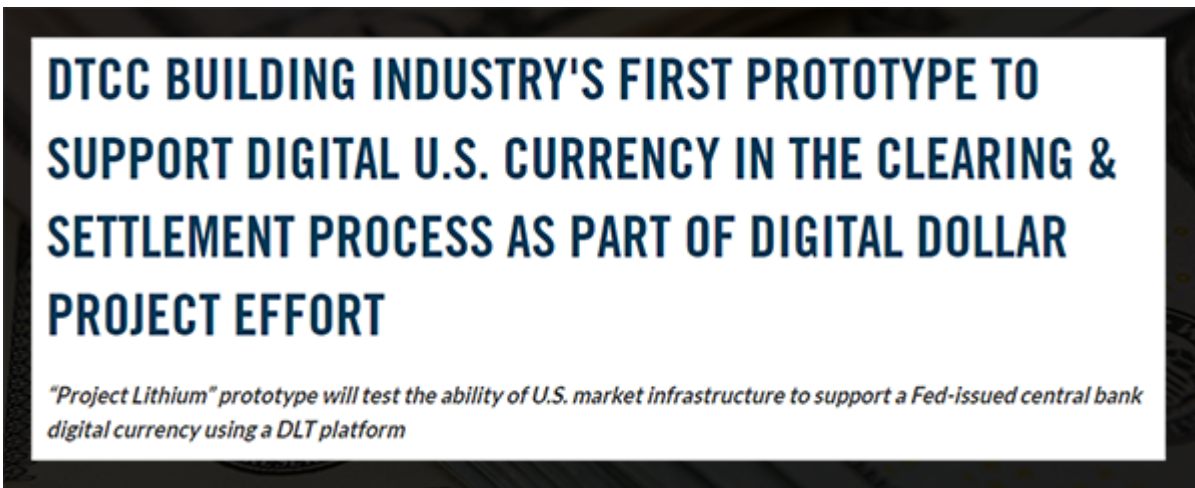 DTCC BUILDING INDUSTRY'S FIRST PROTOTYPE TO
SUPPORT DIGITAL U.S. CURRENCY IN THE CLEARING &
SETTLEMENT PROCESS AS PART OF DIGITAL DOLLAR
PROJECT EFFORT
“Project Lithium” prototype will test the ability of U.S. market infrastructure to support a Fed-issued central bank
digital currency using a DLT platform